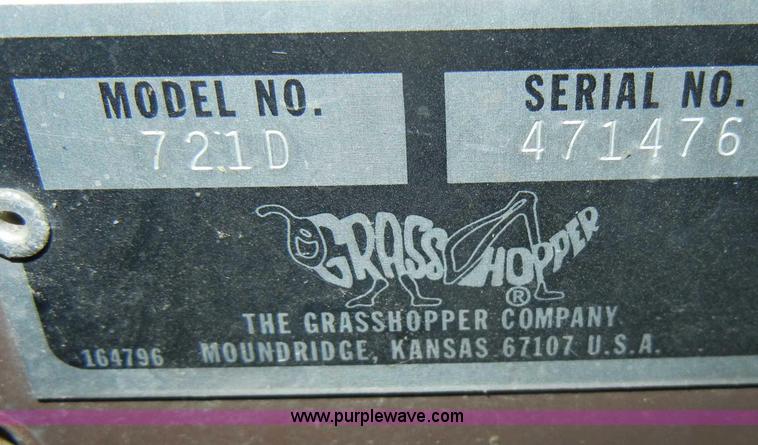 MODEL NO.
721D
SERIAL NO.
471476
GRASSHOPPER
®
THE GRASSHOPPER COMPANY
164796 MOUNDRIDGE, KANSAS 67107 U.S.A.
www.purplewave.com